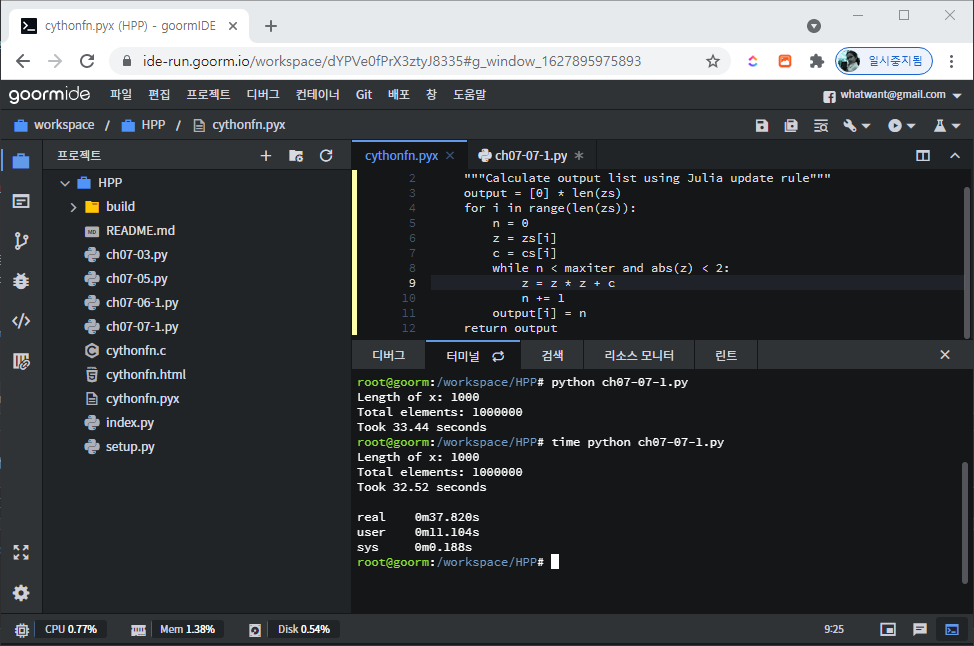 cythonfn.pyx (HPP) - goormIDE
ide-run.goorm.io/workspace/dYPVe0fPrX3ztyJ8335#g_window_1627895975893
일시중지됨
goormide 파일 편집 프로젝트 디버그 컨테이너 Git 배포 창 도움말 whatwant@gmail.com
workspace / HPP / cythonfn.pyx
프로젝트
HPP
build
README.md
ch07-03.py
ch07-05.py
ch07-06-1.py
ch07-07-1.py
cythonfn.c
cythonfn.html
cythonfn.pyx
index.py
setup.py
cythonfn.pyx ch07-07-1.py
2 """Calculate output list using Julia update rule"""
3 output = [0] * len(zs)
4 for i in range(len(zs)):
5 n = 0
6 z = zs[i]
7 c = cs[i]
8 while n < maxiter and abs(z) < 2:
9 z = z * z + c
10 n += 1
11 output[i] = n
12 return output
디버그 터미널 검색 리소스 모니터 린트
root@goorm:/workspace/HPP# python ch07-07-1.py
Length of x: 1000
Total elements: 1000000
Took 33.44 seconds
root@goorm:/workspace/HPP# time python ch07-07-1.py
Length of x: 1000
Total elements: 1000000
Took 32.52 seconds
real 0m37.820s
user 0m11.104s
sys 0m0.188s
root@goorm:/workspace/HPP#
CPU 0.77% Mem 1.38% Disk 0.54% 9:25